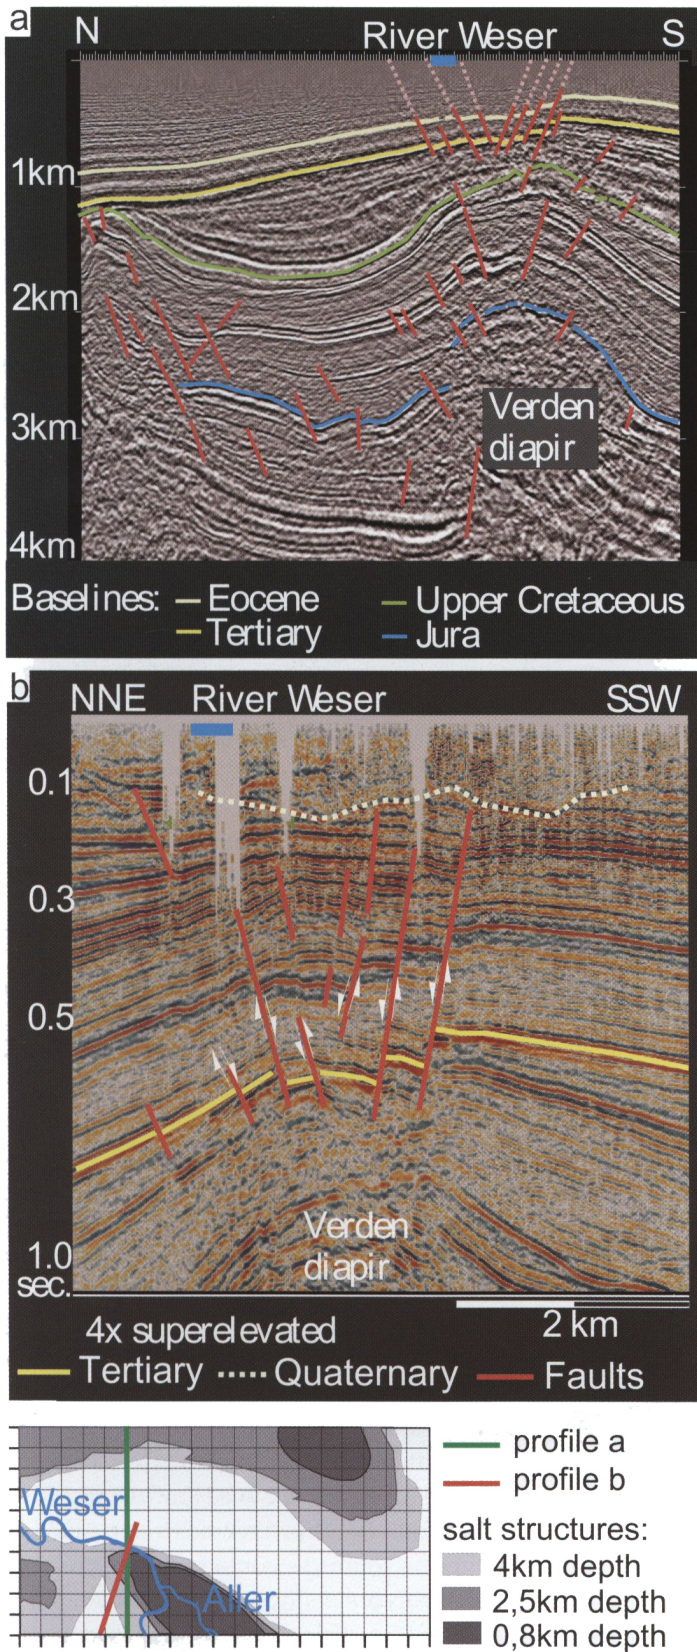 a
N River Weser S
1km
2km
3km
4km
Verden
diapir
Baselines: Eocene Upper Cretaceous
Tertiary Jura
b
NNE River Weser SSW
0.1
0.3
0.5
1.0
sec.
Verden
diapir
4x superelevated 2 km
Tertiary Quaternary Faults
Weser
Aller
profile a
profile b
salt structures:
4km depth
2,5km depth
0,8km depth